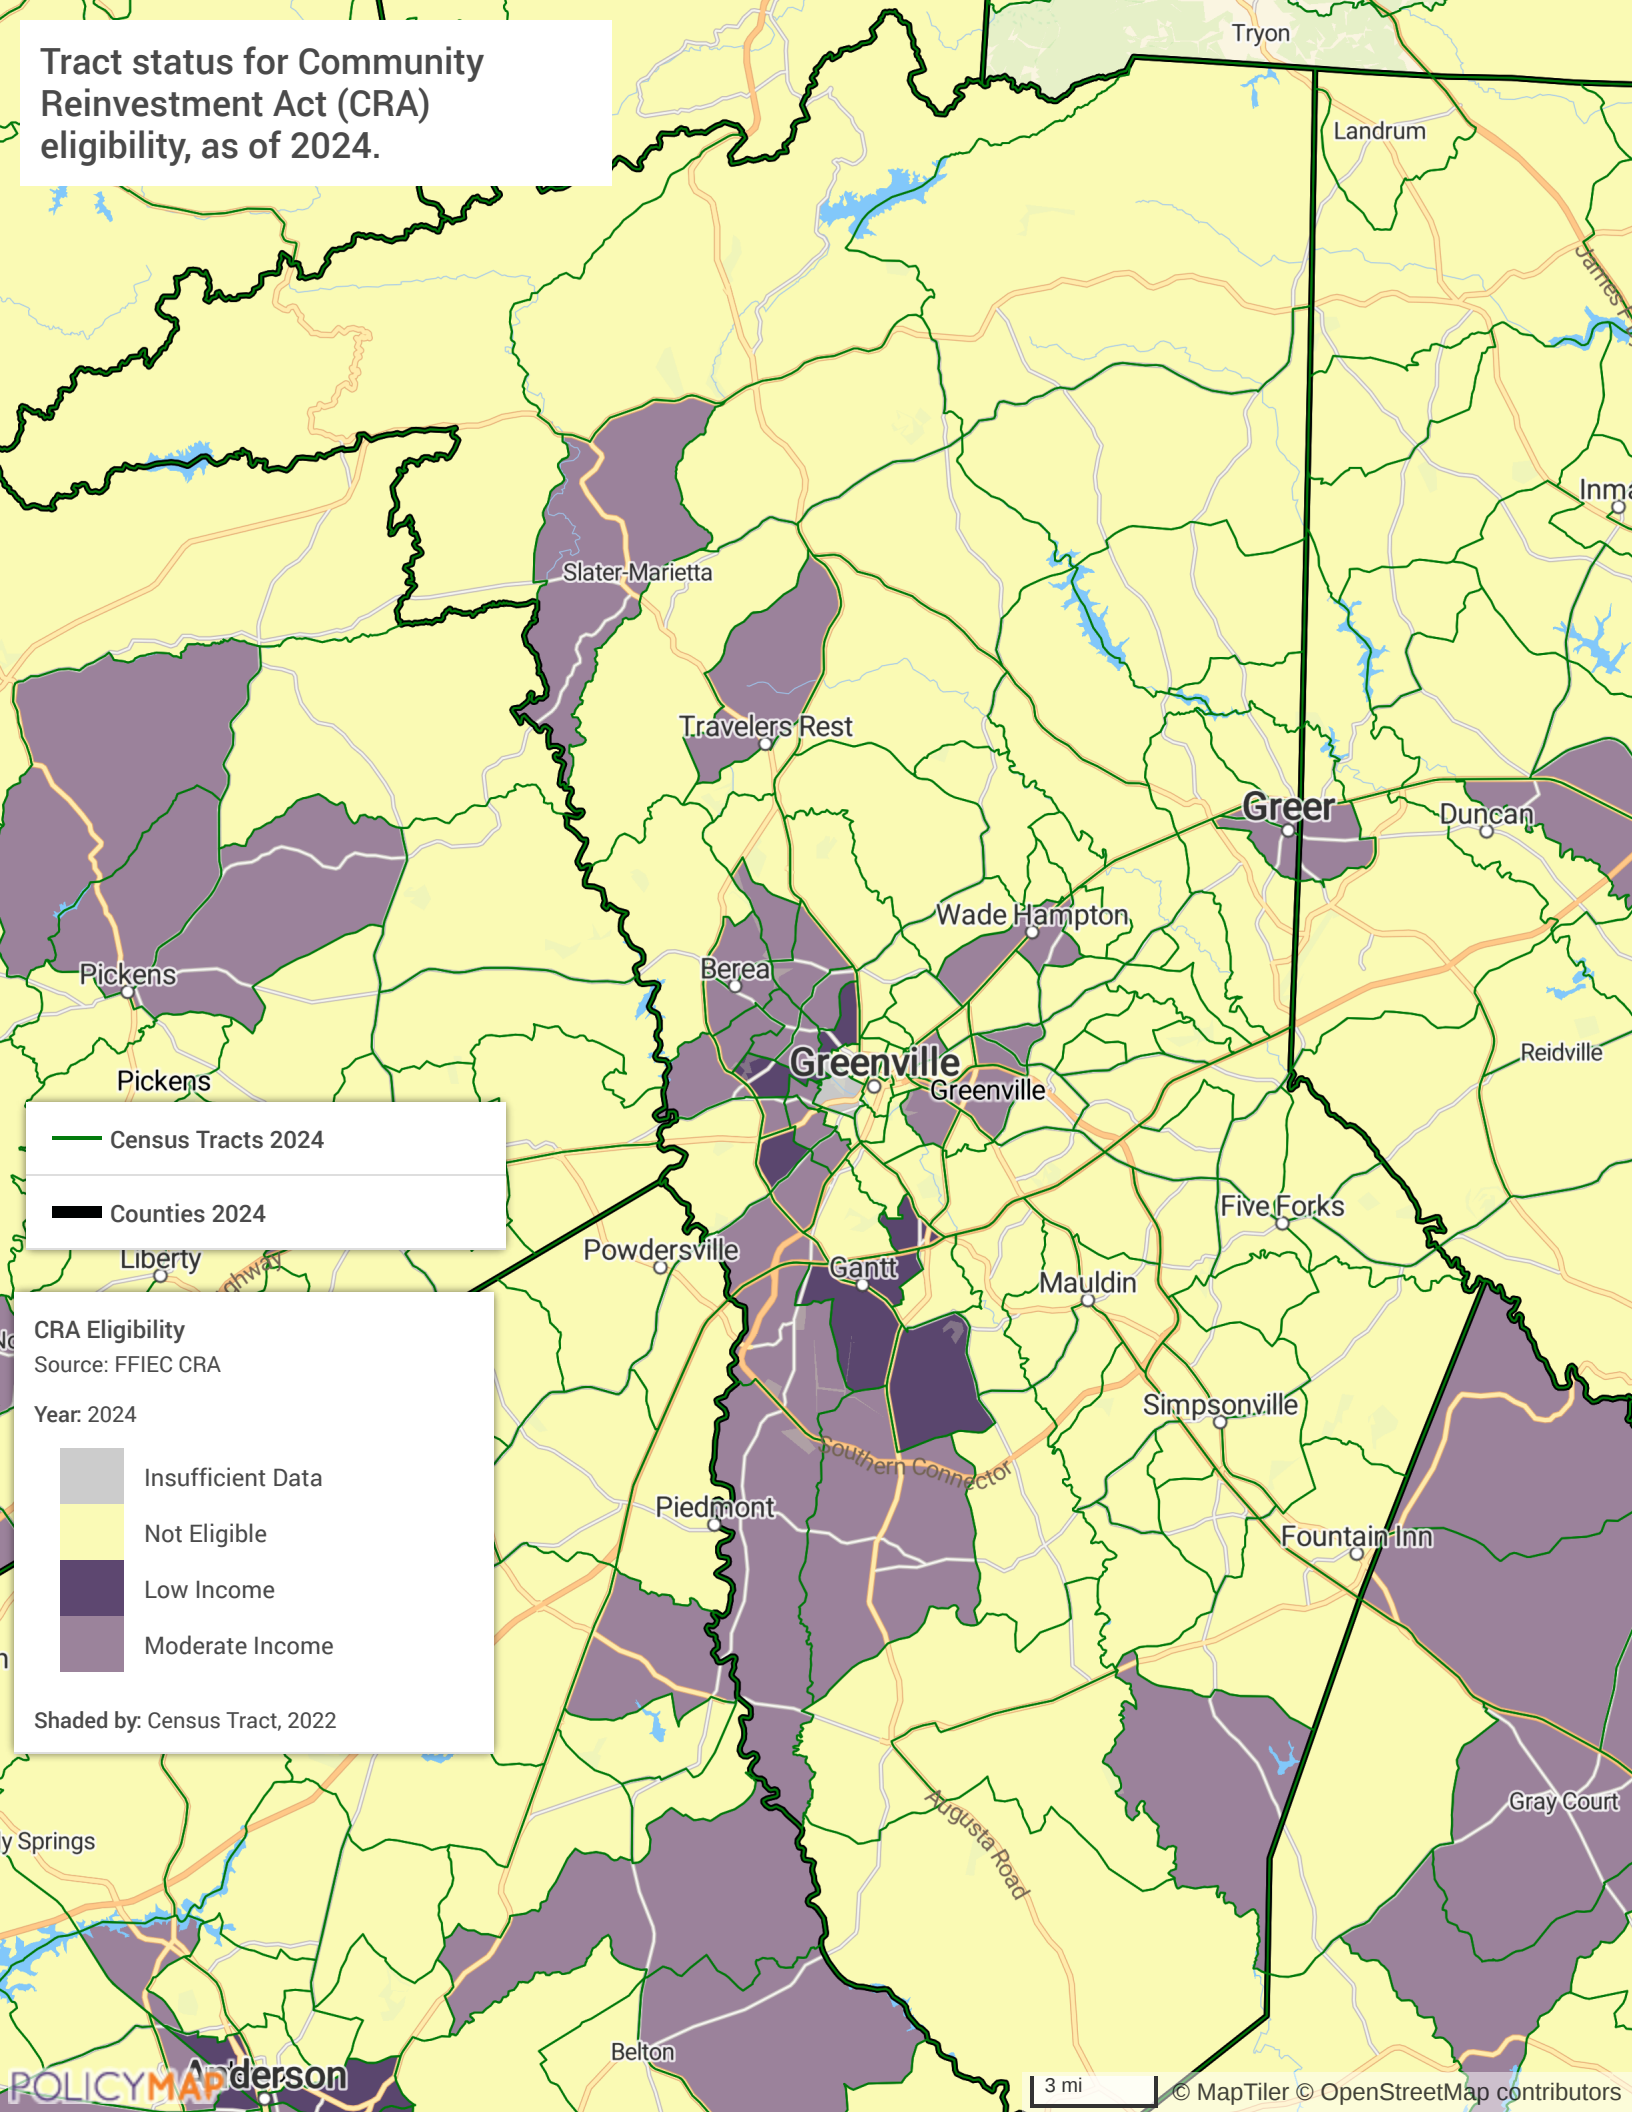 Tract status for Community
Reinvestment Act (CRA)
eligibility, as of 2024.
Tryon
Landrum
Slater-Marietta
Travelers Rest
Greer
Duncan
Wade Hampton
Berea
Pickens
Greenville
Greenville
Reidville
Pickens
Census Tracts 2024
Counties 2024
Five Forks
Powdersville
Liberty
Gantt
Mauldin
CRA Eligibility
Source: FFIEC CRA
Year: 2024
Insufficient Data
Not Eligible
Low Income
Moderate Income
Shaded by: Census Tract, 2022
Simpsonville
Southern Connector
Piedmont
Fountain Inn
Gray Court
Augusta Road
Belton
Anderson
POLICYMAP
3 mi
© MapTiler © OpenStreetMap contributors